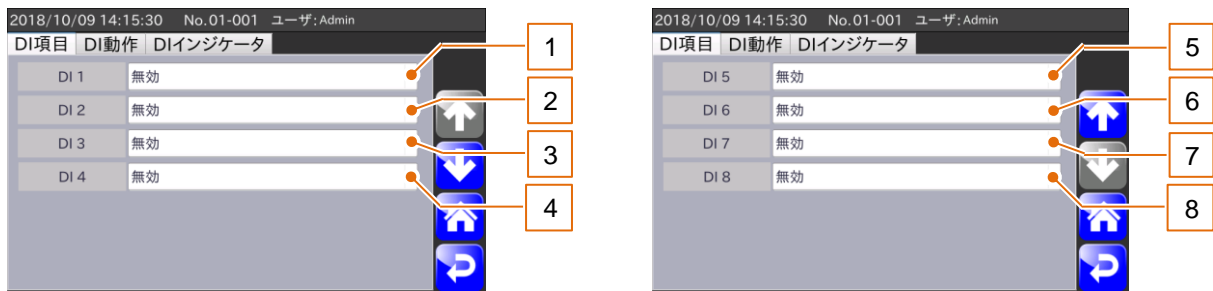 2018/10/09 14:15:30 No.01-001 ユーザ:Admin
DI項目 DI動作 DIインジケータ
DI 1 無効
DI 2 無効
DI 3 無効
DI 4 無効
1
2
3
4
2018/10/09 14:15:30 No.01-001 ユーザ:Admin
DI項目 DI動作 DIインジケータ
DI 5 無効
DI 6 無効
DI 7 無効
DI 8 無効
5
6
7
8